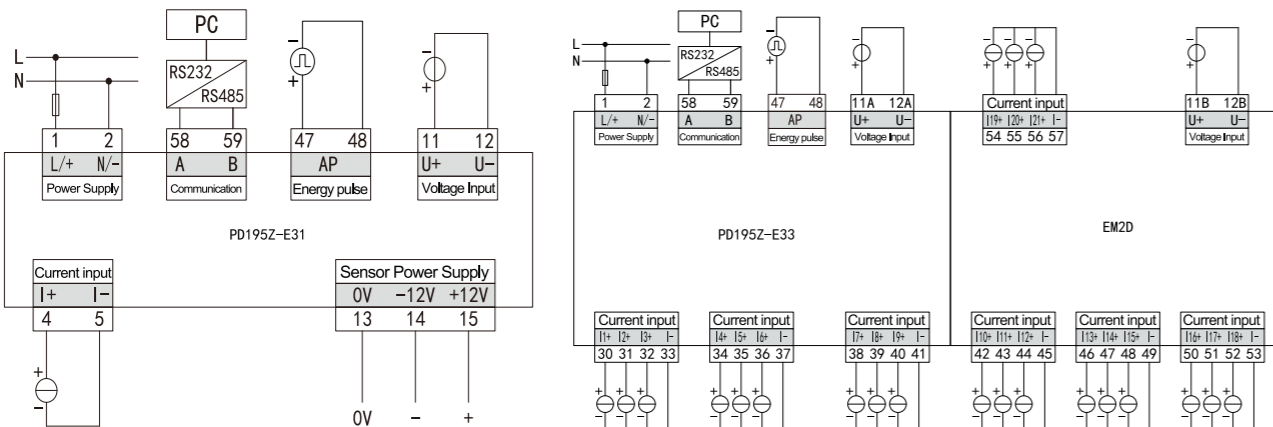 PC
L
N
RS232
RS485
1 2
L/+ N/-
Power Supply
58 59
A B
Communication
47 48
AP
Energy pulse
11 12
U+ U-
Voltage Input
PD195Z-E31
Current input
I+ I-
4 5
Sensor Power Supply
0V -12V +12V
13 14 15
0V - +
PC
L
N
RS232
RS485
1 2
L/+ N/-
Power Supply
58 59
A B
Communication
47 48
AP
Energy pulse
11A 12A
U+ U-
Voltage Input
Current input
I19+ I20+ I21+ I-
54 55 56 57
11B 12B
U+ U-
Voltage Input
PD195Z-E33
EM2D
Current input
I1+ I2+ I3+ I-
30 31 32 33
Current input
I4+ I5+ I6+ I-
34 35 36 37
Current input
I7+ I8+ I9+ I-
38 39 40 41
Current input
I10+ I11+ I12+ I-
42 43 44 45
Current input
I13+ I14+ I15+ I-
46 47 48 49
Current input
I16+ I17+ I18+ I-
50 51 52 53